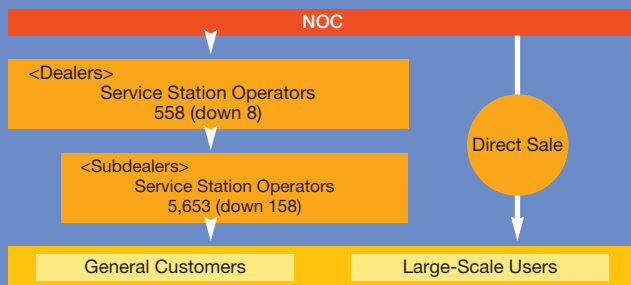 NOC
<Dealers>
Service Station Operators
558 (down 8)
Direct Sale
<Subdealers>
Service Station Operators
5,653 (down 158)
General Customers
Large-Scale Users